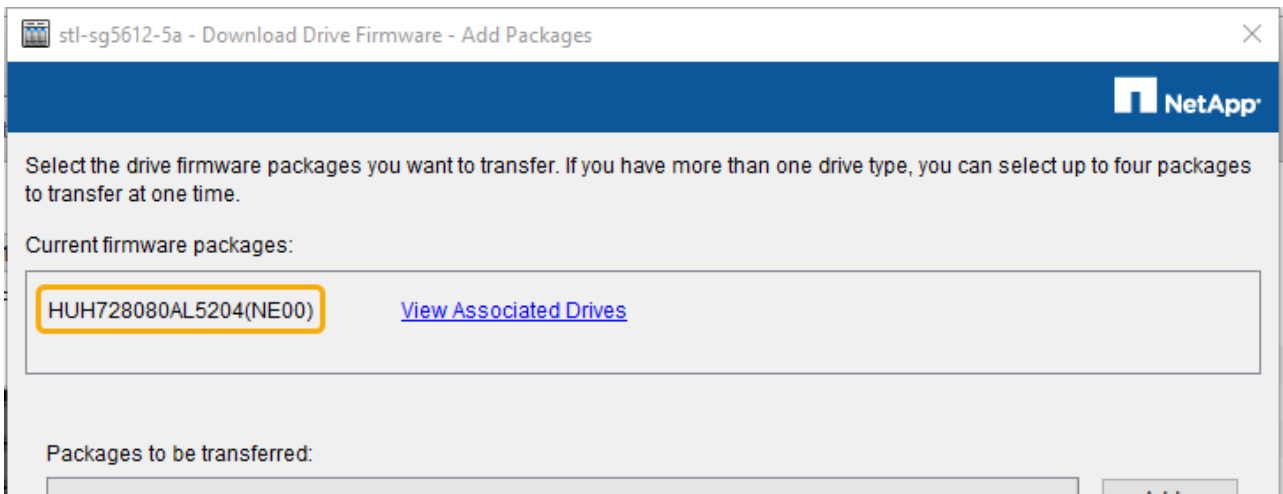 stl-sg5612-5a - Download Drive Firmware - Add Packages
NetApp
Select the drive firmware packages you want to transfer. If you have more than one drive type, you can select up to four packages
to transfer at one time.
Current firmware packages:
HUH728080AL5204(NE00) View Associated Drives
Packages to be transferred: